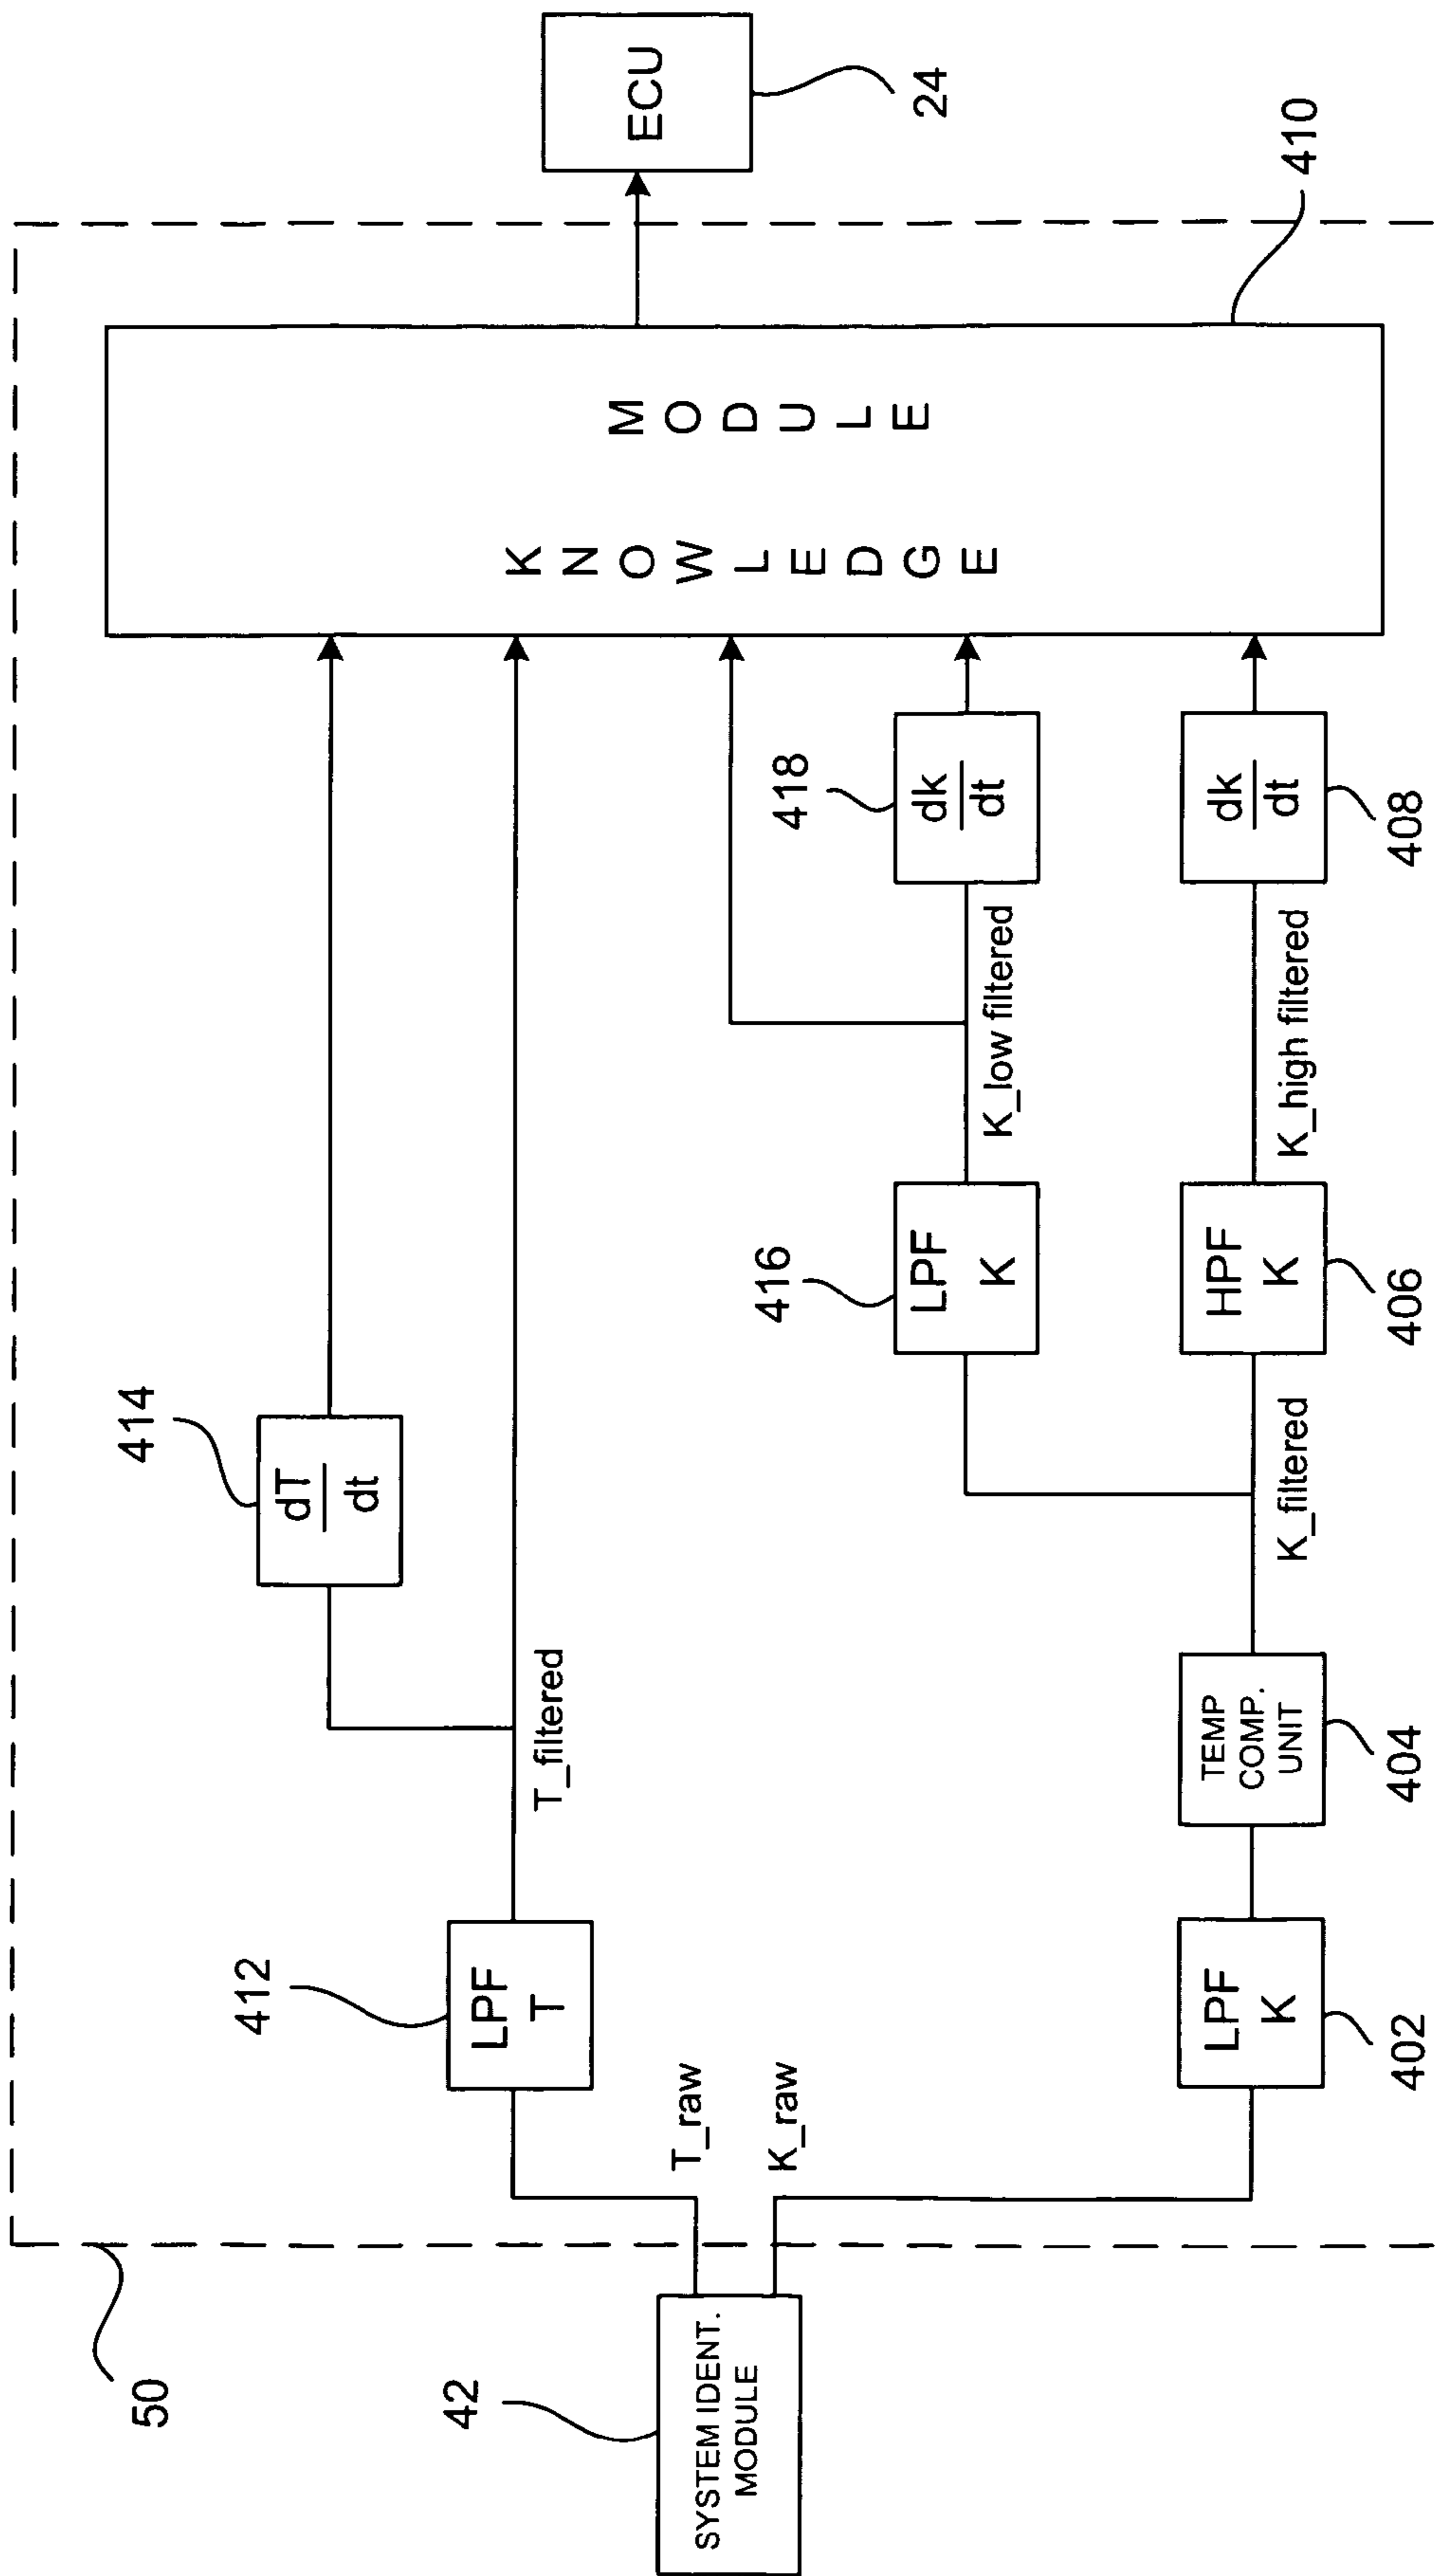 50
42
SYSTEM IDENT.
MODULE
T_raw
K_raw
412
LPF
T
T_filtered
414
dT
dt
LPF
K
402
TEMP
COMP.
UNIT
404
K_filtered
416
LPF
K
K_low filtered
418
dk
dt
HPF
K
406
K_high filtered
dk
dt
408
KNOWLEDGE
MODULE
410
ECU
24